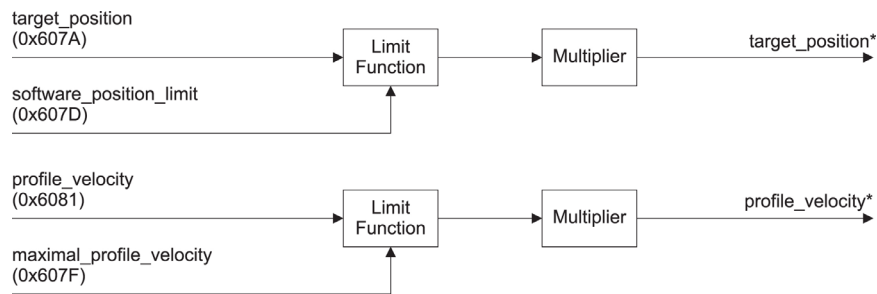 target_position
(0x607A)
Limit
Function
Multiplier
target_position*
software_position_limit
(0x607D)
profile_velocity
(0x6081)
Limit
Function
Multiplier
profile_velocity*
maximal_profile_velocity
(0x607F)